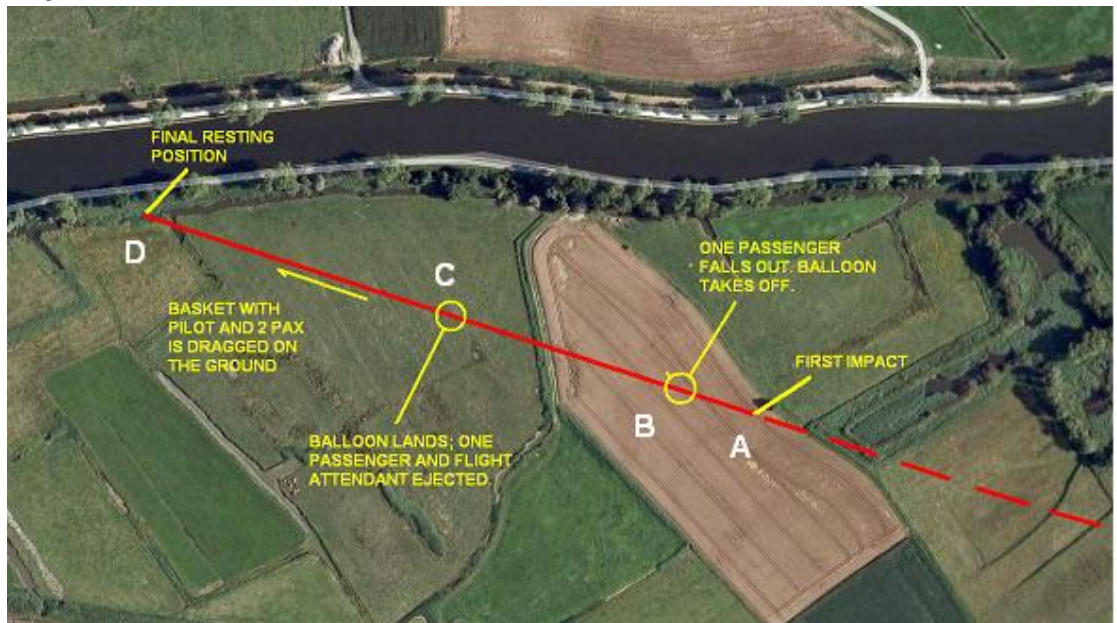 FINAL RESTING
POSITION
D
C
ONE PASSENGER
FALLS OUT. BALLOON
TAKES OFF.
BASKET WITH
PILOT AND 2 PAX
IS DRAGGED ON
THE GROUND
FIRST IMPACT
B
A
BALLOON LANDS; ONE
PASSENGER AND FLIGHT
ATTENDANT EJECTED.